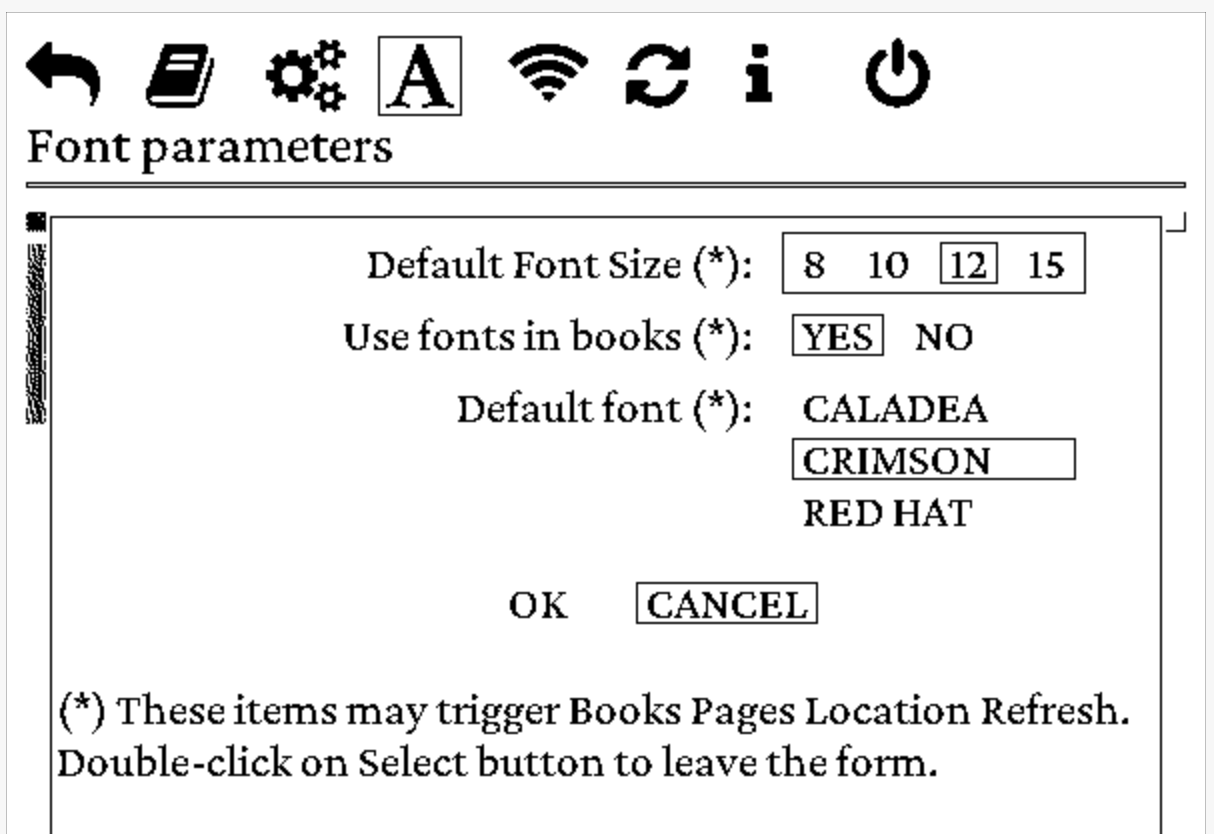 A
Font parameters
Default Font Size (*): 8 10 12 15
Use fonts in books (*): YES NO
Default font (*): CALADEA
CRIMSON
RED HAT
OK CANCEL
(*) These items may trigger Books Pages Location Refresh.
Double-click on Select button to leave the form.